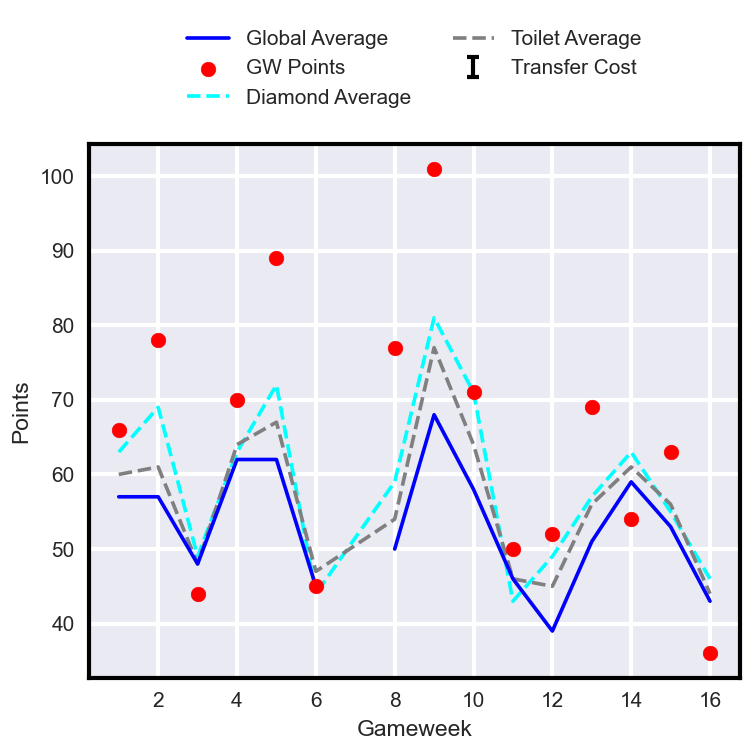 Global Average
GW Points
Diamond Average
Toilet Average
Transfer Cost
100
90
80
70
60
50
40
Points
2 4 6 8 10 12 14 16
Gameweek